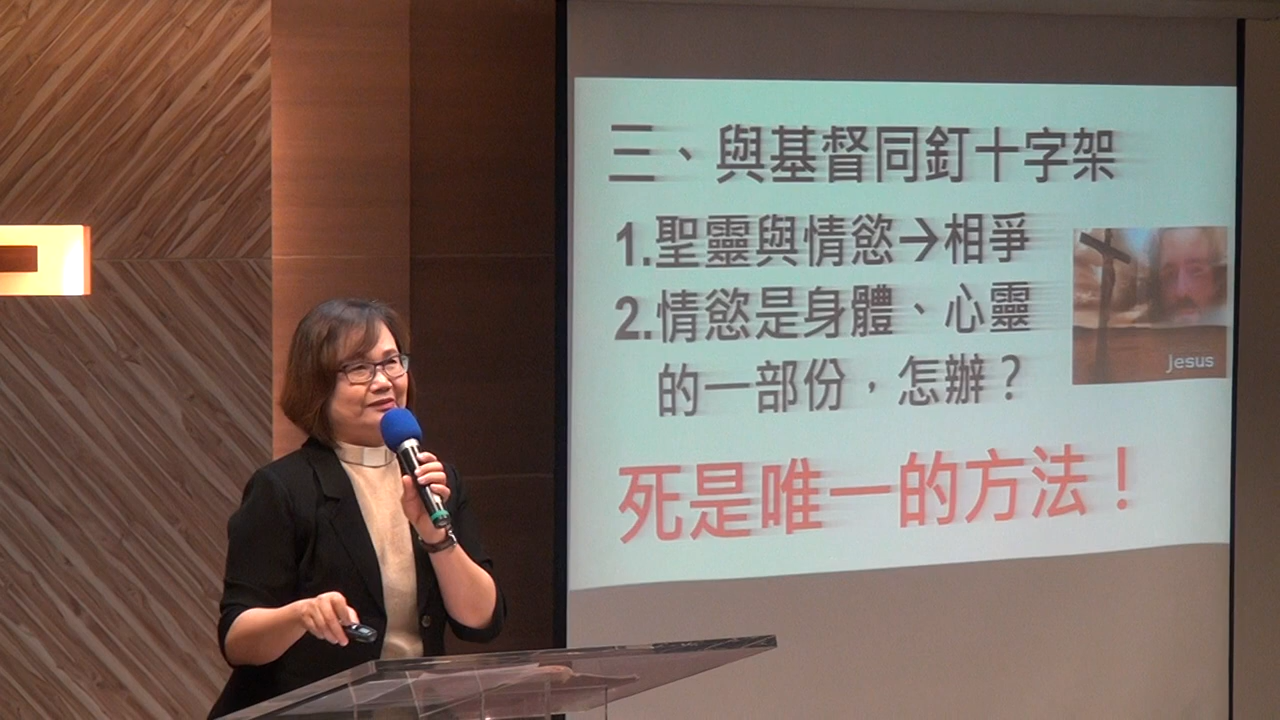 三、與基督同釘十字架
1.聖靈與情慾→相爭
2.情慾是身體、心靈
的一部份，怎辦？
Jesus
死是唯一的方法！